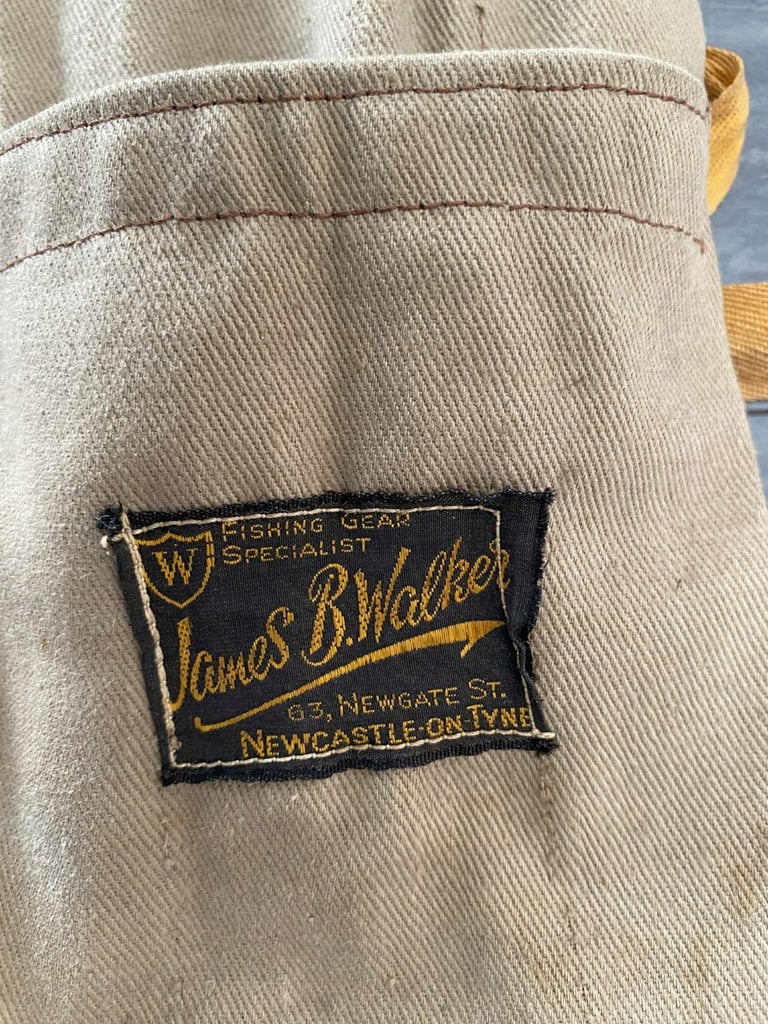 W
FISHING GEAR
SPECIALIST
James B. Walker
63, NEWGATE ST.
NEWCASTLE-ON-TYNE